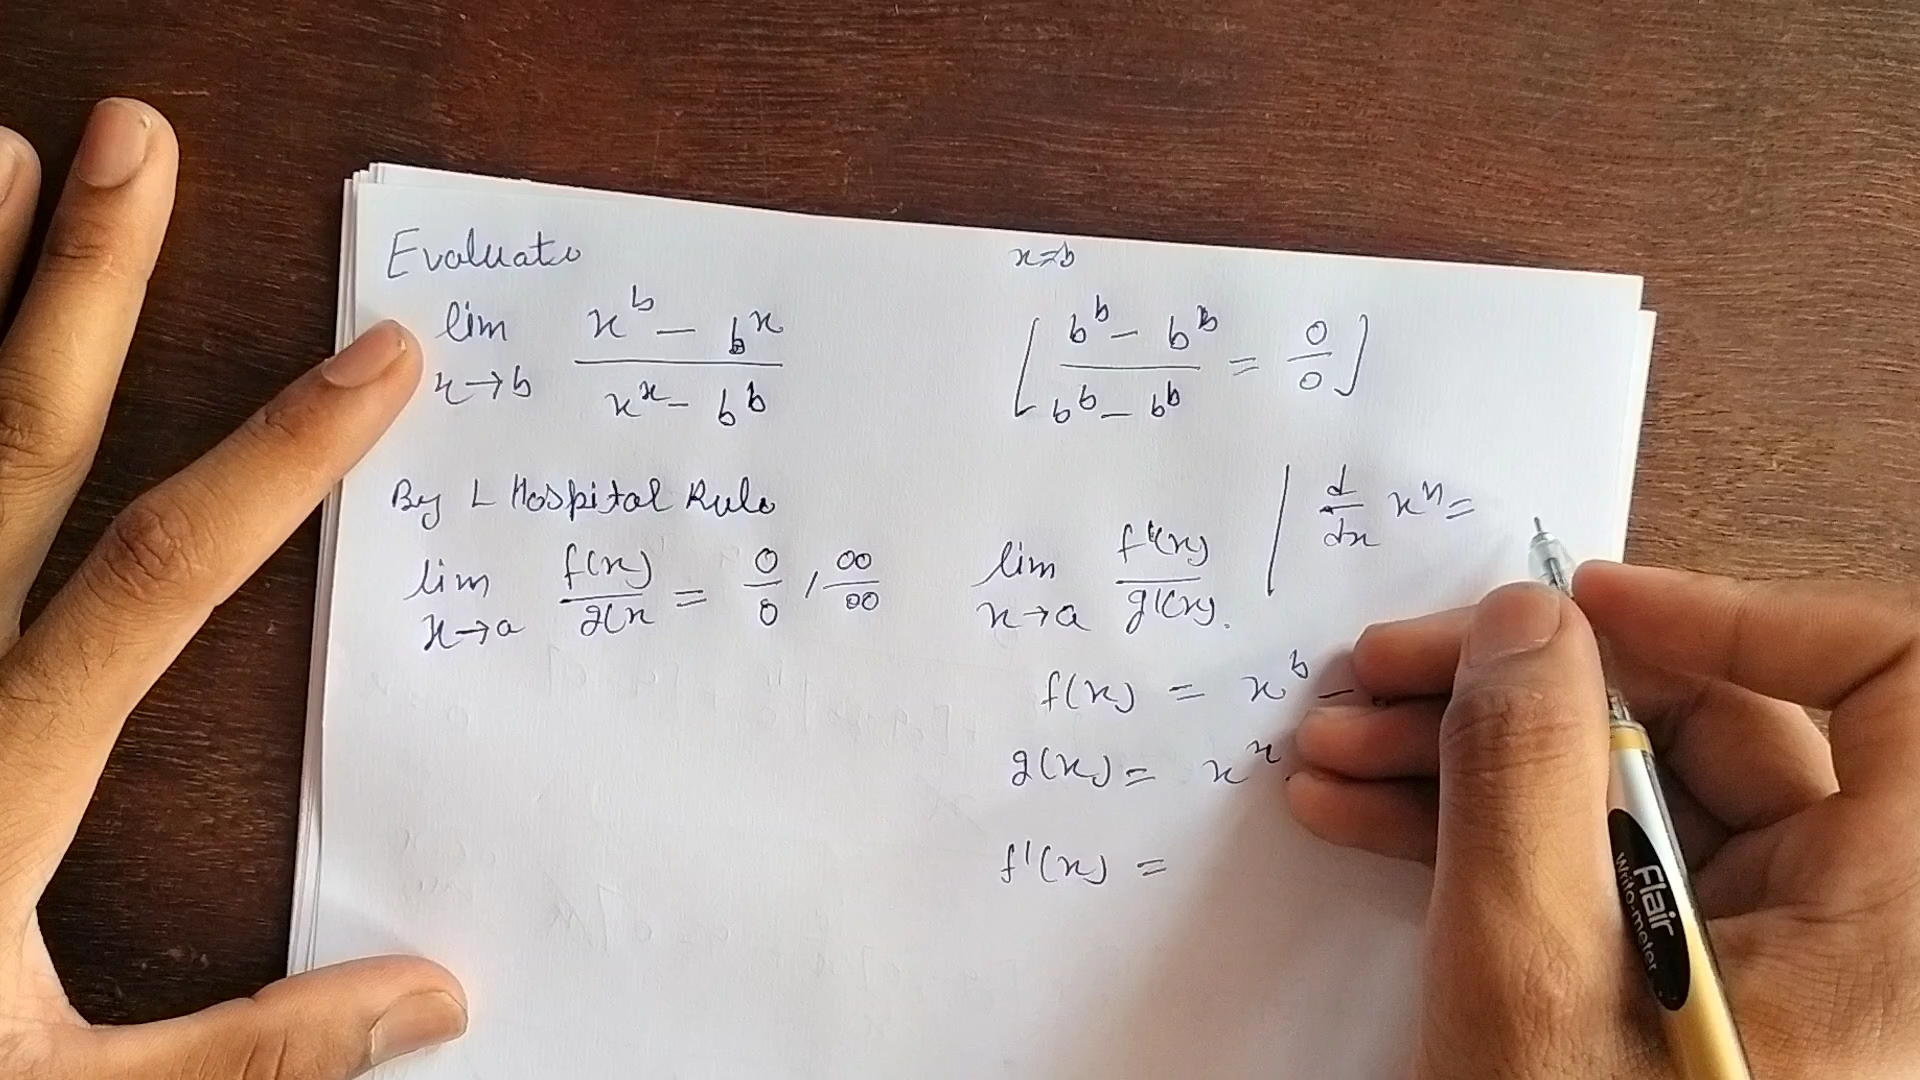 Evaluate
lim x→b (x^b - b^x) / (x^x - b^b)
x=b
[ (b^b - b^b) / (b^b - b^b) = 0/0 ]
By L Hospital Rule
lim x→a f(x)/g(x = 0/0 , ∞/∞
lim x→a f'(x)/g'(x).
d/dx x^n =
f(x) = x^b -
g(x) = x^x
f'(x) =
Flair
Writo-meter